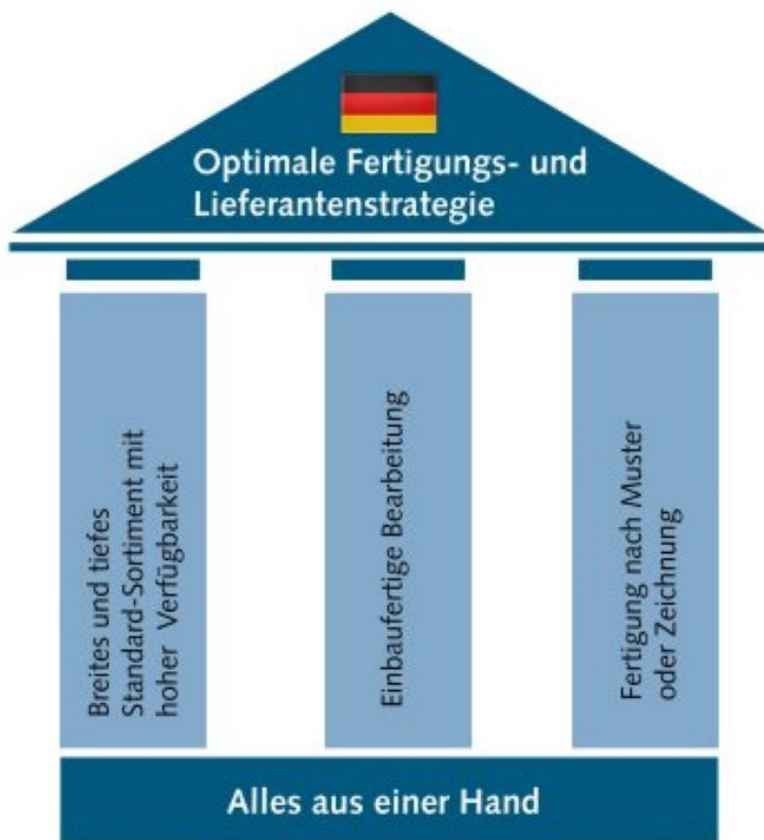 Optimale Fertigungs- und
Lieferantenstrategie
Breites und tiefes
Standard-Sortiment mit
hoher Verfügbarkeit
Einbaufertige Bearbeitung
Fertigung nach Muster
oder Zeichnung
Alles aus einer Hand